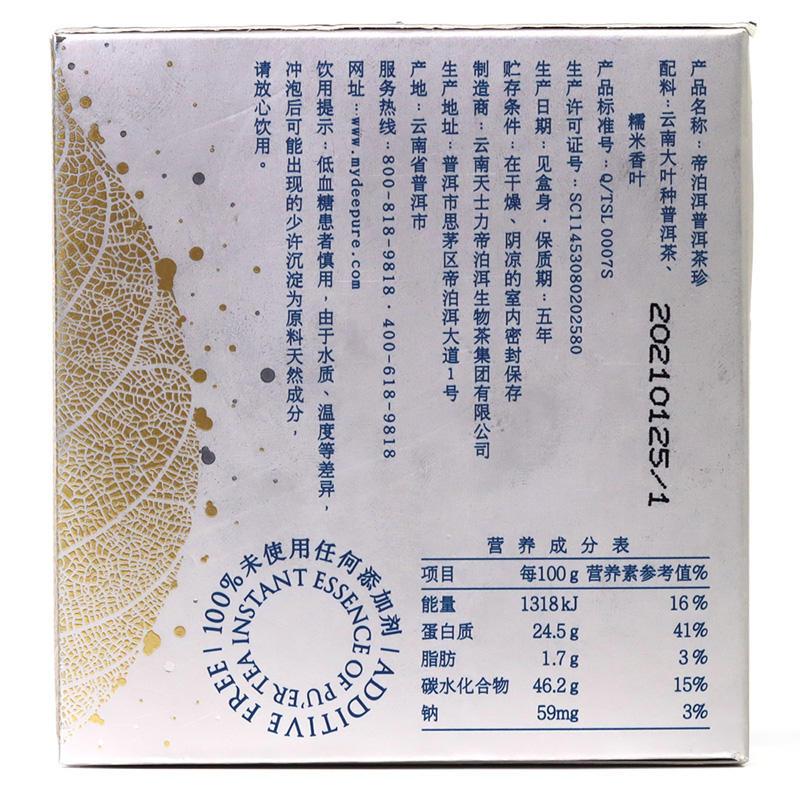 产品名称：帝泊洱普洱茶珍
配料：云南大叶种普洱茶、
糯米香叶
产品标准号：Q/TSL 0007S
生产许可证号：SC11453080202580
生产日期：见盒身·保质期：五年
贮存条件：在干燥、阴凉的室内密封保存
制造商：云南天士力帝泊洱生物茶集团有限公司
生产地址：普洱市思茅区帝泊洱大道1号
产地：云南省普洱市
服务热线：800-818-9818·400-618-9818
网址：www.mydeepure.com
饮用提示：低血糖患者慎用，由于水质、温度等差异，
冲泡后可能出现的少许沉淀为原料天然成分，
请放心饮用。
20210125/1
营养成分表
项目 每100g 营养素参考值%
能量 1318kJ 16%
蛋白质 24.5g 41%
脂肪 1.7g 3%
碳水化合物 46.2g 15%
钠 59mg 3%
100%未使用任何添加剂 | ADDITIVE FREE |
INSTANT ESSENCE OF PU'ER TEA